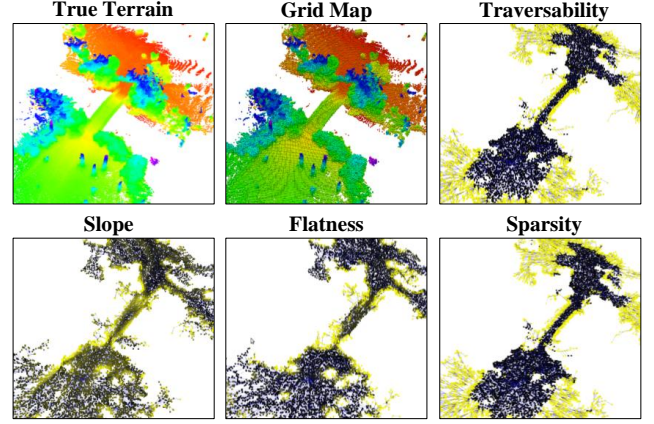 True Terrain
Grid Map
Traversability
Slope
Flatness
Sparsity